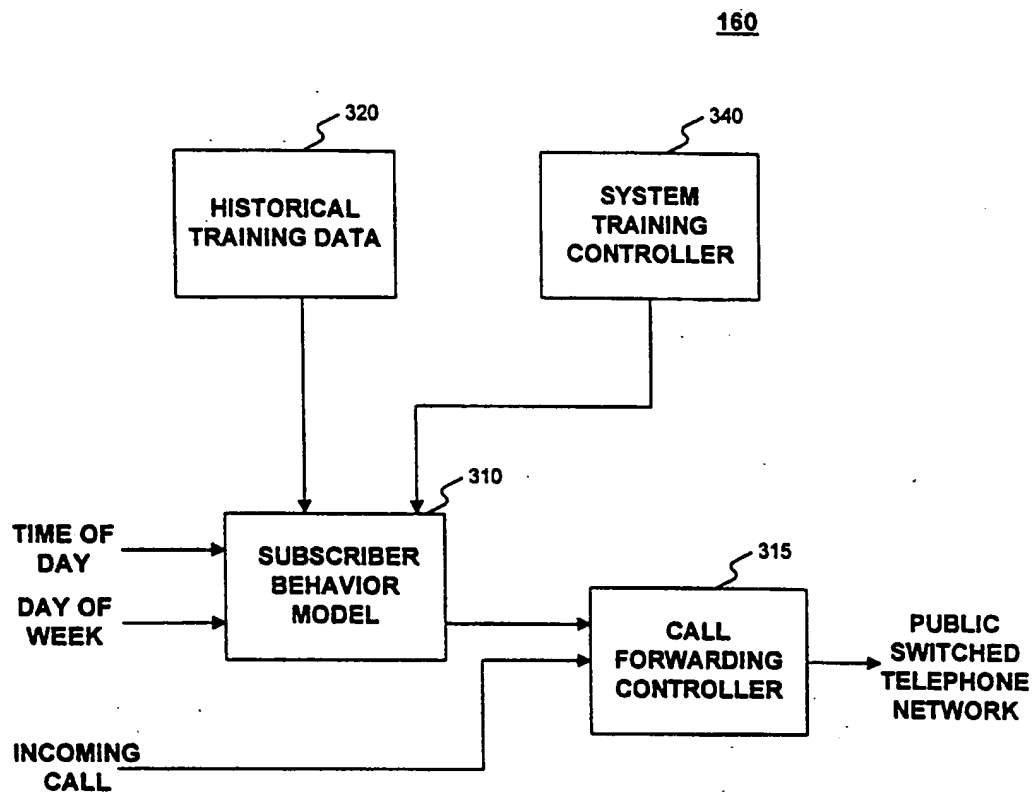 160
320
340
HISTORICAL
TRAINING DATA
SYSTEM
TRAINING
CONTROLLER
310
TIME OF
DAY
DAY OF
WEEK
SUBSCRIBER
BEHAVIOR
MODEL
315
CALL
FORWARDING
CONTROLLER
PUBLIC
SWITCHED
TELEPHONE
NETWORK
INCOMING
CALL